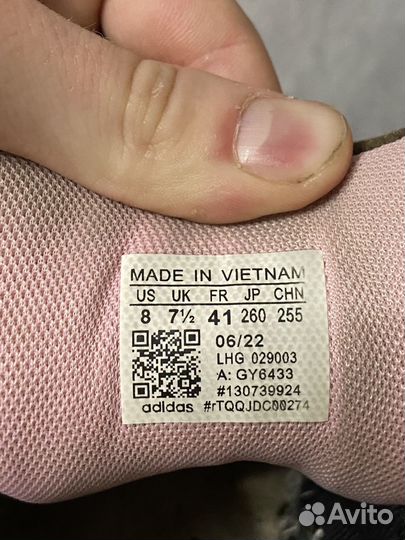 MADE IN VIETNAM
US UK FR JP CHN
8 7½ 41 260 255
06/22
LHG 029003
A: GY6433
#130739924
adidas #rTQQJDC00274
Avito